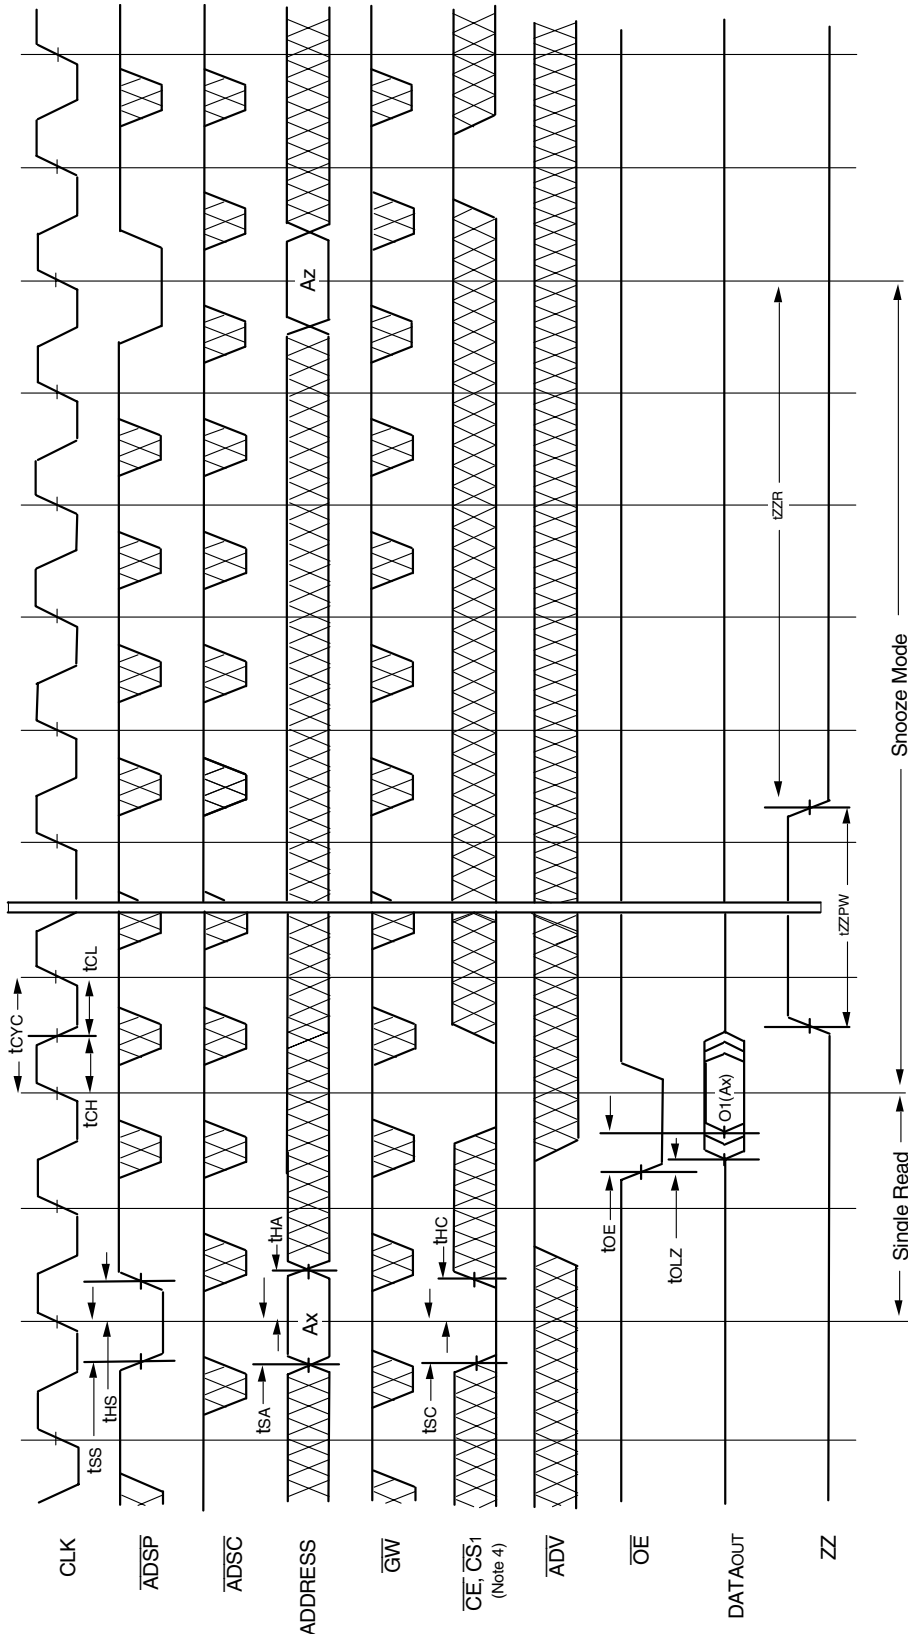 CLK
tCYC
tCH
tCL
tSS
tHS
ADSP
ADSC
ADDRESS
tSA
tHA
Ax
Az
GW
CE, CS1
(Note 4)
tSC
tHC
ADV
OE
tOE
tOLZ
DATAOUT
O1(Ax)
ZZ
tZZPW
tZZR
Single Read
Snooze Mode